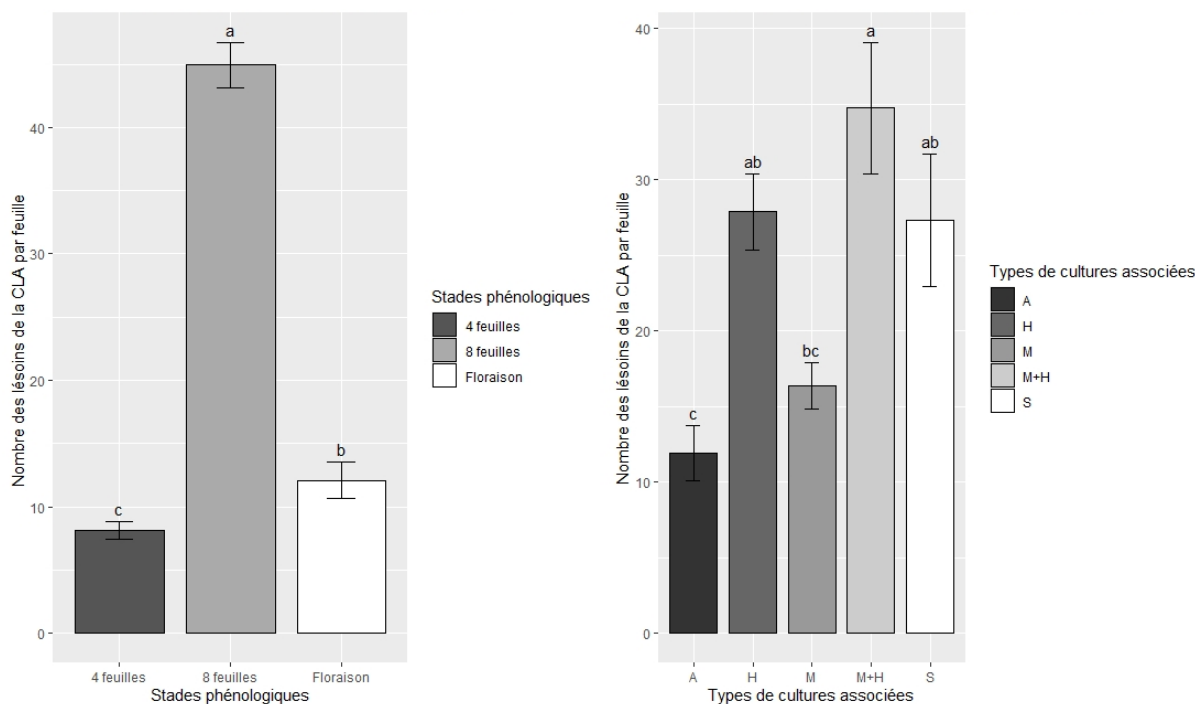 Nombre des lésoins de la CLA par feuille
40
30
20
10
0
a
c
b
4 feuilles
8 feuilles
Floraison
Stades phénologiques
Stades phénologiques
4 feuilles
8 feuilles
Floraison
Nombre des lésoins de la CLA par feuille
40
30
20
10
0
c
ab
bc
a
ab
A
H
M
M+H
S
Types de cultures associées
Types de cultures associées
A
H
M
M+H
S